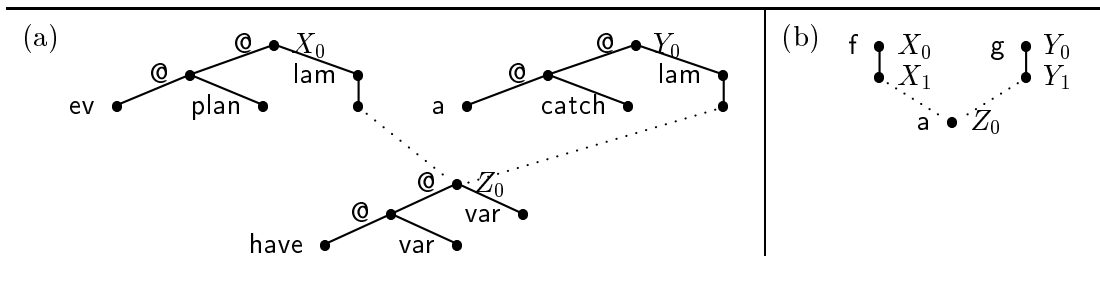 (a) @ X₀ @ Y₀ (b) f X₀ g Y₀
@ lam @ lam X₁ Y₁
ev plan a catch a Z₀
@ Z₀
@ var
have var